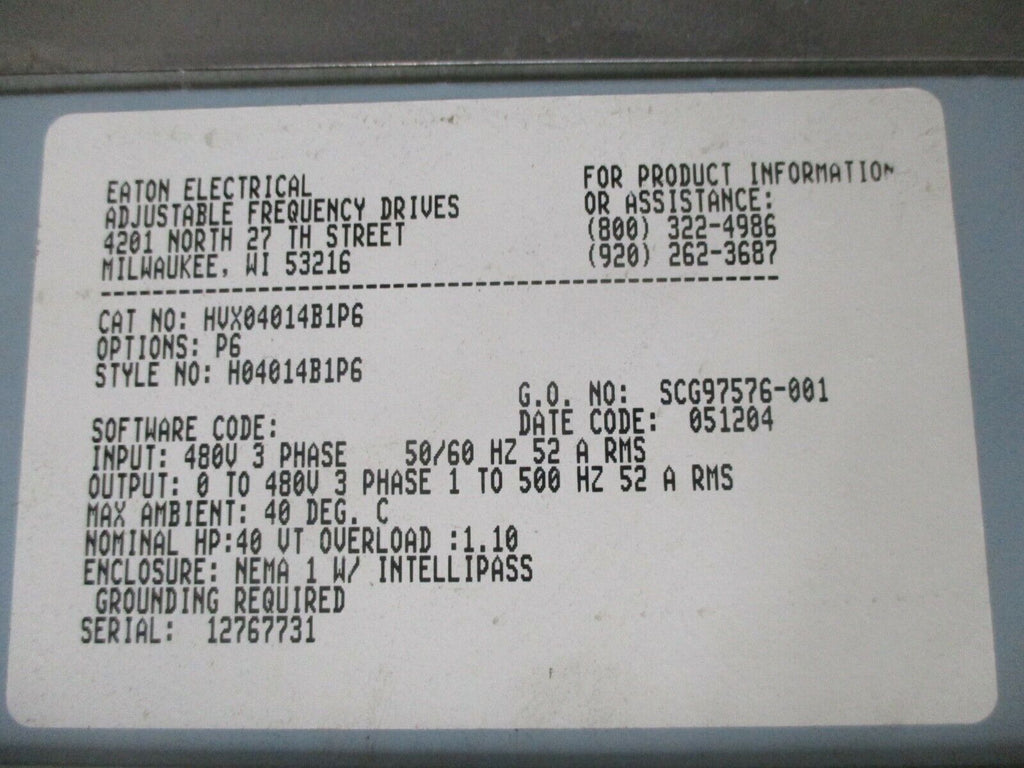 EATON ELECTRICAL
ADJUSTABLE FREQUENCY DRIVES
4201 NORTH 27 TH STREET
MILWAUKEE, WI 53216
FOR PRODUCT INFORMATION
OR ASSISTANCE:
(800) 322-4986
(920) 262-3687
--------------------------------------------------
CAT NO: HVX04014B1P6
OPTIONS: P6
STYLE NO: H04014B1P6
G.O. NO: SCG97576-001
SOFTWARE CODE: DATE CODE: 051204
INPUT: 480V 3 PHASE 50/60 HZ 52 A RMS
OUTPUT: 0 TO 480V 3 PHASE 1 TO 500 HZ 52 A RMS
MAX AMBIENT: 40 DEG. C
NOMINAL HP:40 VT OVERLOAD :1.10
ENCLOSURE: NEMA 1 W/ INTELLIPASS
GROUNDING REQUIRED
SERIAL: 12767731